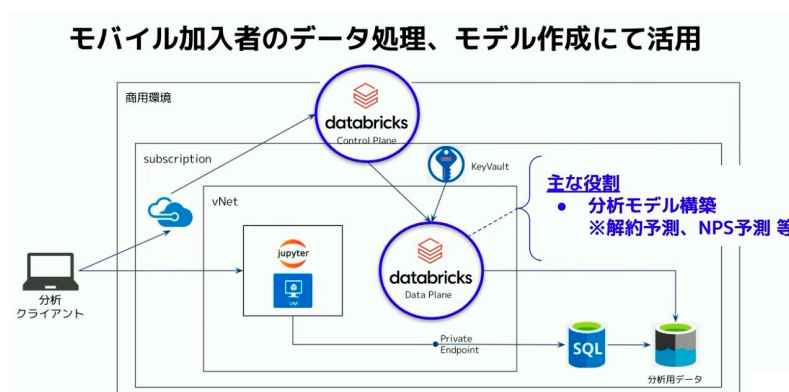 モバイル加入者のデータ処理、モデル作成にて活用
商用環境
databricks
Control Plane
subscription
KeyVault
vNet
主な役割
● 分析モデル構築
※解約予測、NPS予測 等
jupyter
VM
databricks
Data Plane
分析
クライアント
Private
Endpoint
SQL
分析用データ